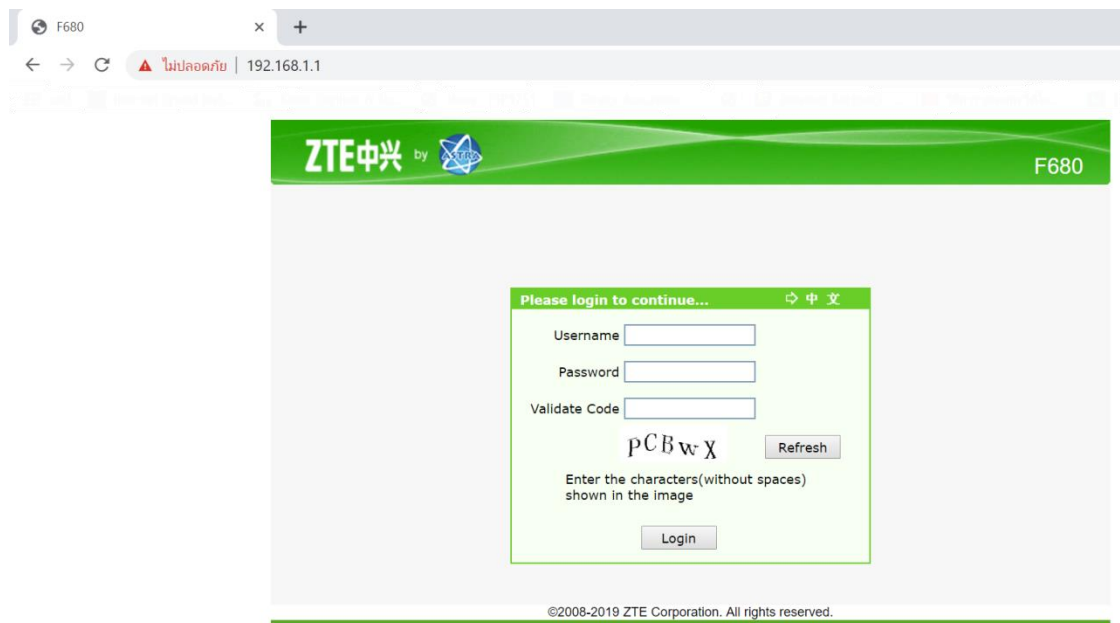 F680
ไม่ปลอดภัย | 192.168.1.1
ZTE中兴 by ASTRA
F680
Please login to continue... 中 文
Username
Password
Validate Code
pCBwX Refresh
Enter the characters(without spaces)
shown in the image
Login
©2008-2019 ZTE Corporation. All rights reserved.